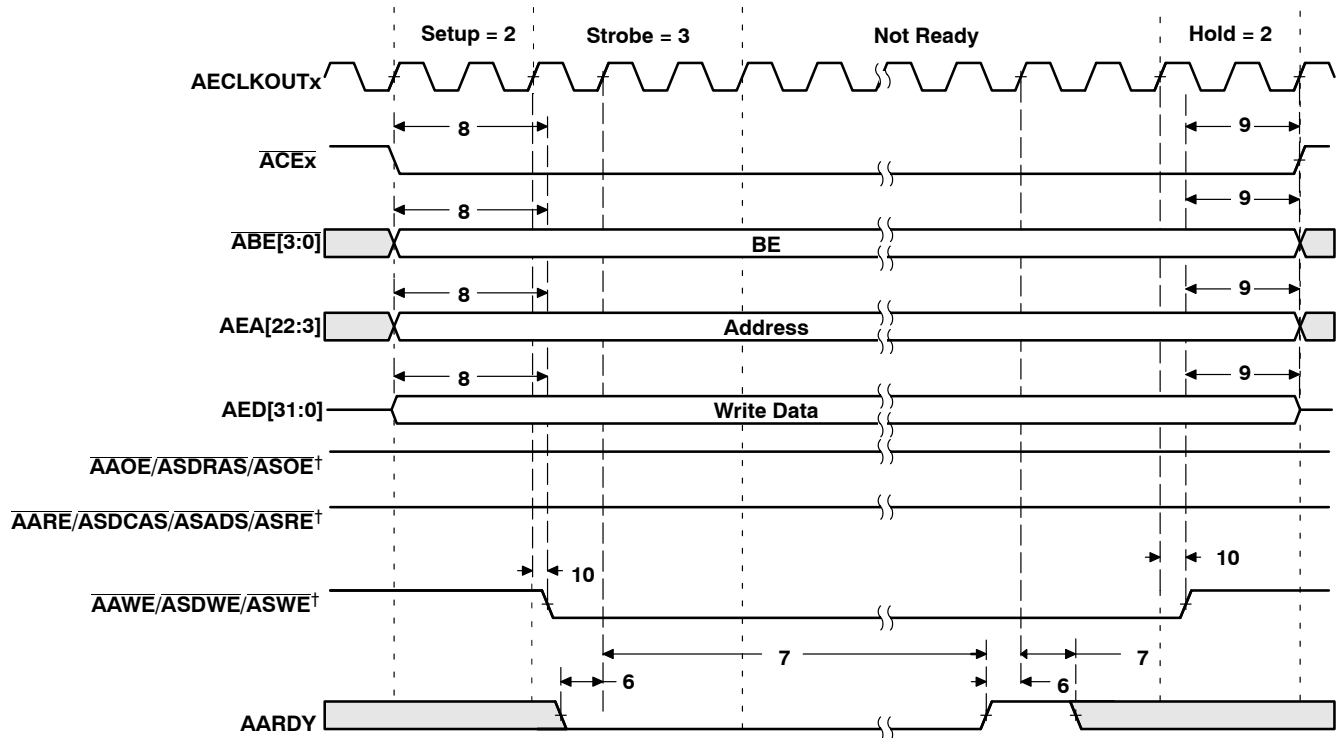 Setup = 2 Strobe = 3 Not Ready Hold = 2
AECLKOUTx
8 9
ACEx
8 9
ABE[3:0] BE
8 9
AEA[22:3] Address
8 9
AED[31:0] Write Data
AAOE/ASDRAS/ASOE†
AARE/ASDCAS/ASADS/ASRE†
10 10
AAWE/ASDWE/ASWE†
7 7
6 6
AARDY